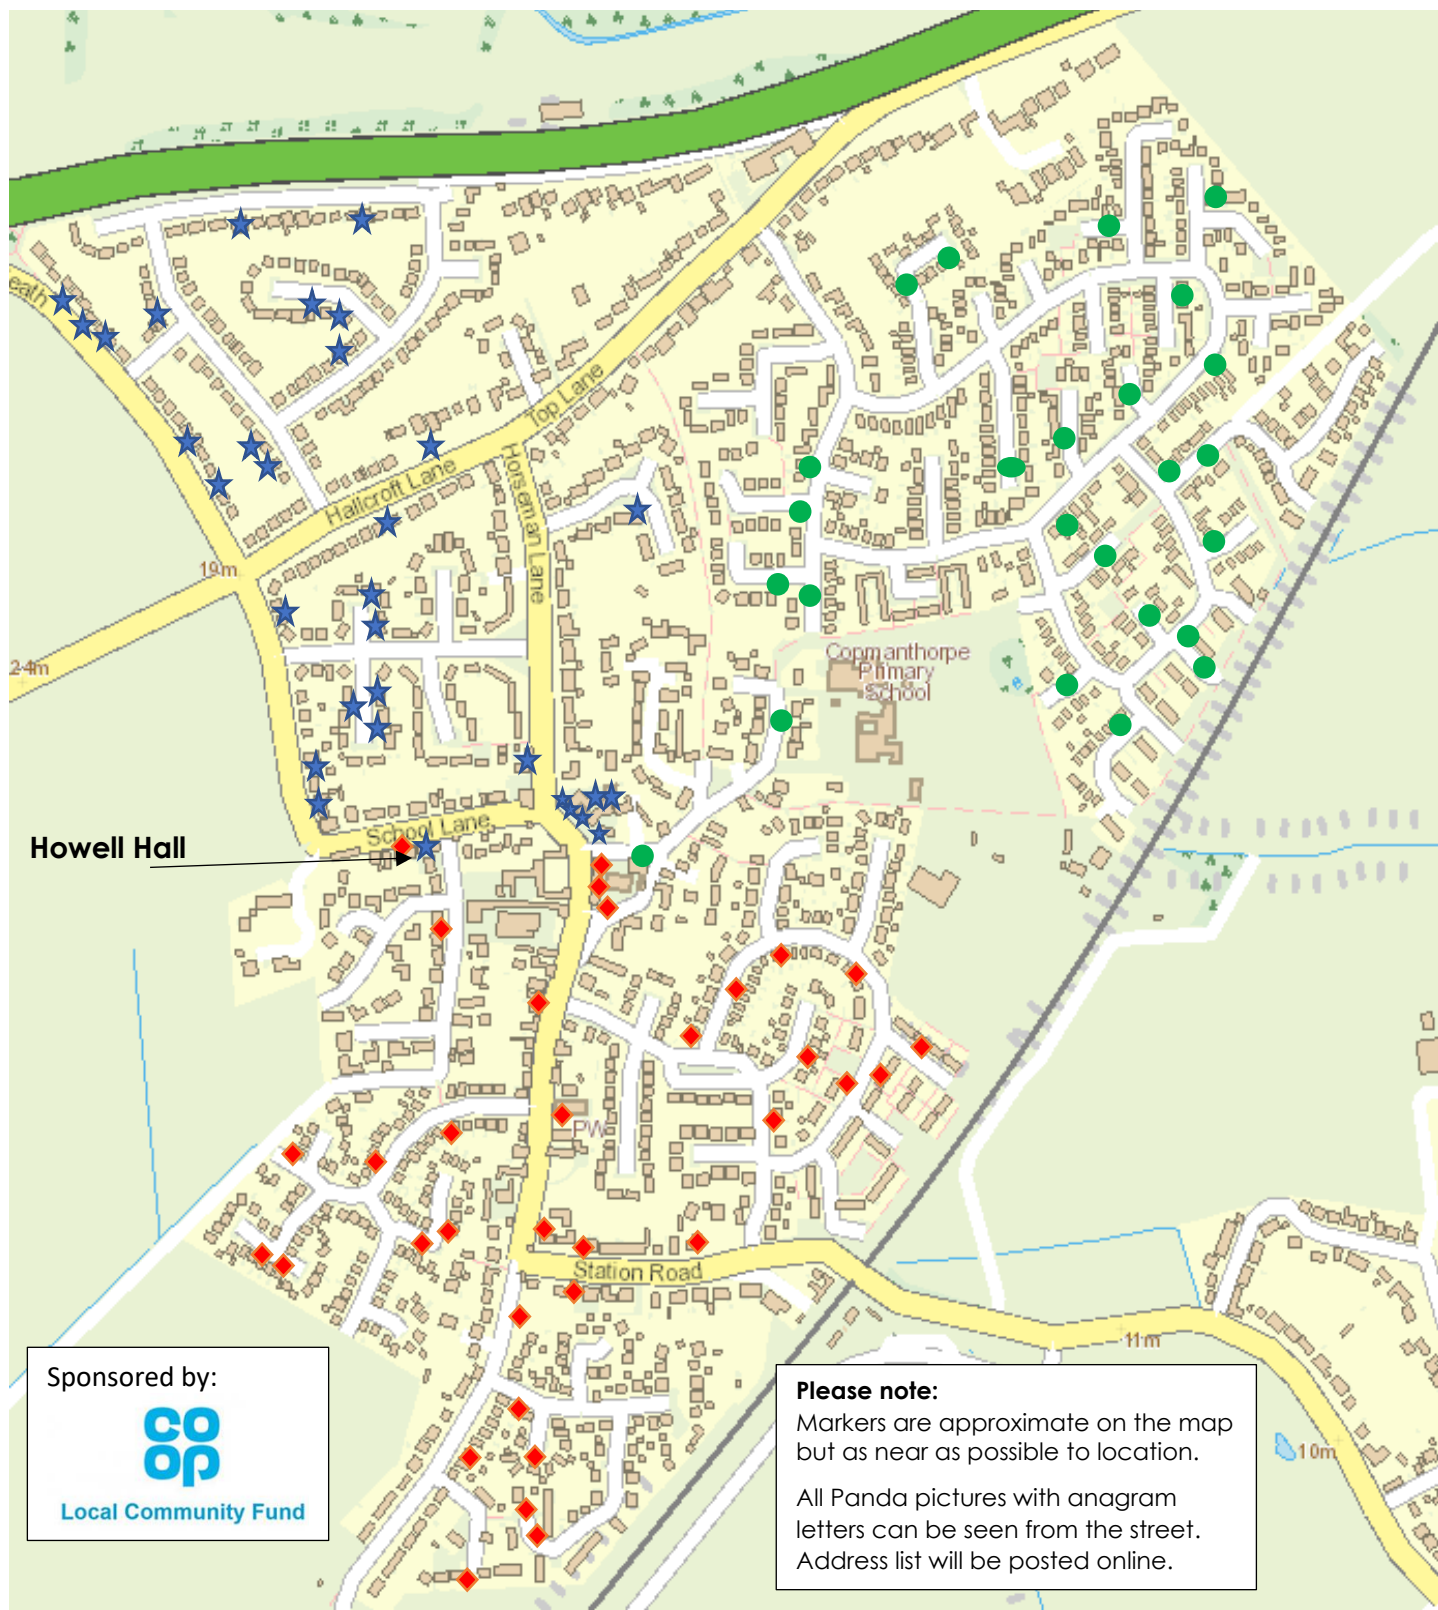 eath
Top Lane
Hallcroft Lane
Horseman Lane
19m
24m
Copmanthorpe
Primary
School
School Lane
Howell Hall
PW
Station Road
11m
10m
Sponsored by:
CO
OP
Local Community Fund
Please note:
Markers are approximate on the map
but as near as possible to location.
All Panda pictures with anagram
letters can be seen from the street.
Address list will be posted online.